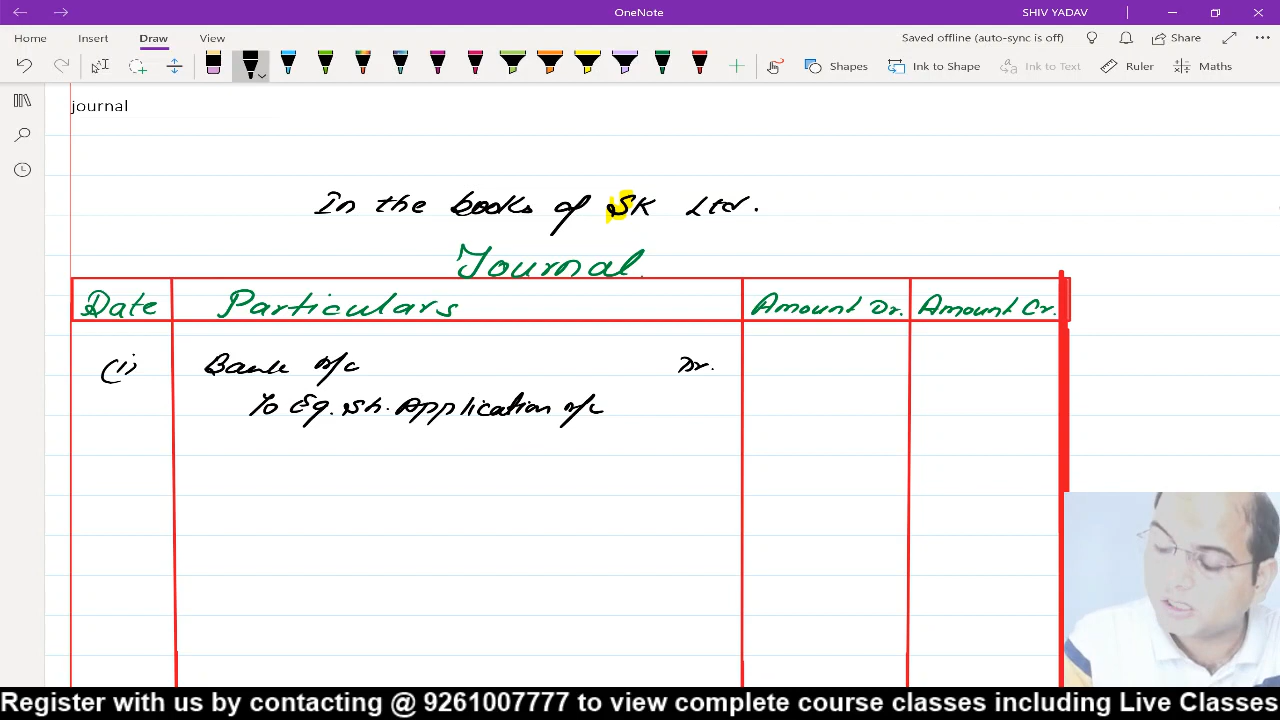 OneNote
SHIV YADAV
Home Insert Draw View
Saved offline (auto-sync is off)
Share
Shapes Ink to Shape Ink to Text Ruler Maths
journal
In the books of SK Ltd.
Journal
Date Particulars Amount Dr. Amount Cr.
(i) Bank A/c Dr.
To Eq. Sh. Application A/c
Register with us by contacting @ 9261007777 to view complete course classes including Live Classes